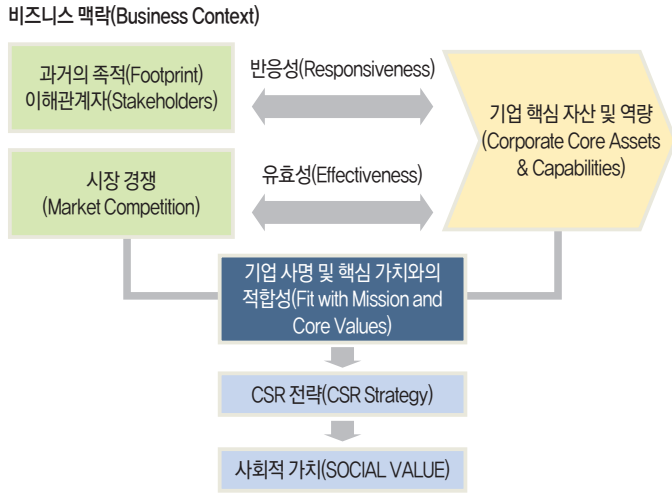 비즈니스 맥락(Business Context)
과거의 족적(Footprint)
이해관계자(Stakeholders)
반응성(Responsiveness)
기업 핵심 자산 및 역량
(Corporate Core Assets
& Capabilities)
시장 경쟁
(Market Competition)
유효성(Effectiveness)
기업 사명 및 핵심 가치와의
적합성(Fit with Mission and
Core Values)
CSR 전략(CSR Strategy)
사회적 가치(SOCIAL VALUE)